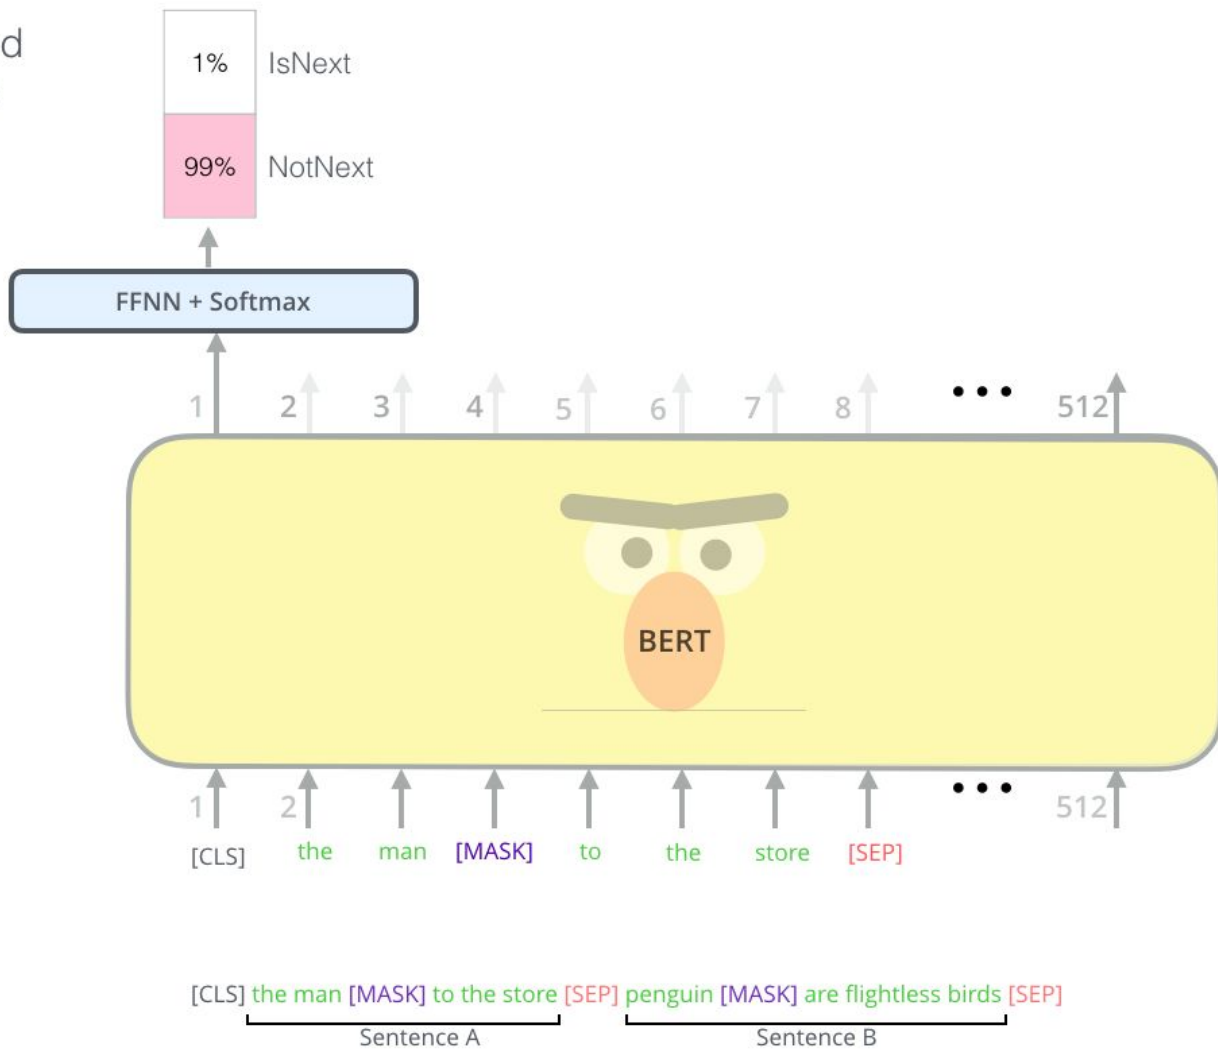 d
1% IsNext
99% NotNext
FFNN + Softmax
1 2 3 4 5 6 7 8 ••• 512
BERT
1 2 ••• 512
[CLS] the man [MASK] to the store [SEP]
[CLS] the man [MASK] to the store [SEP] penguin [MASK] are flightless birds [SEP]
Sentence A Sentence B